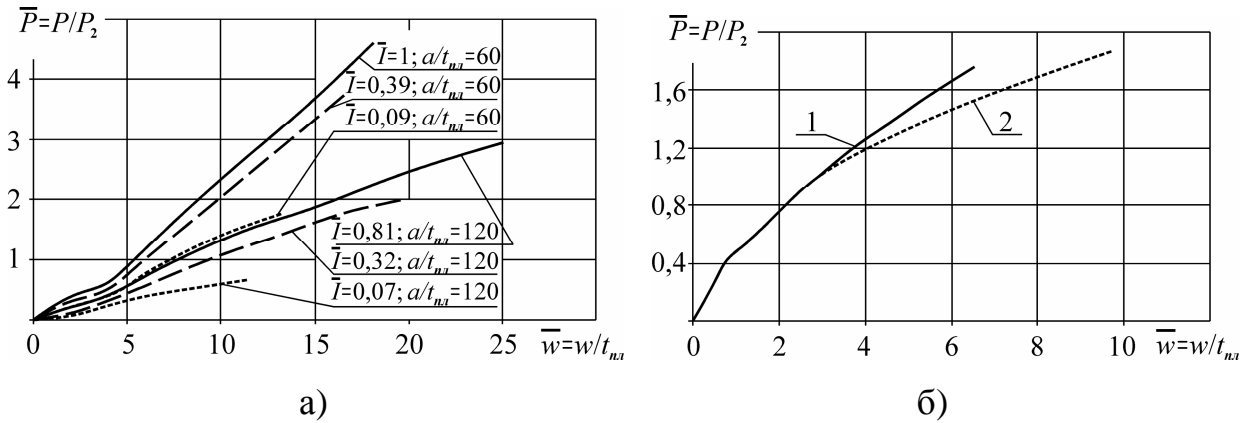 P̅=P/P₂
4
3
2
1
0 5 10 15 20 25 w̅=w/tпл
I̅=1; a/tпл=60
I̅=0,39; a/tпл=60
I̅=0,09; a/tпл=60
I̅=0,81; a/tпл=120
I̅=0,32; a/tпл=120
I̅=0,07; a/tпл=120
а)
P̅=P/P₂
1,6
1,2
0,8
0,4
1
2
0 2 4 6 8 10 w̅=w/tпл
б)